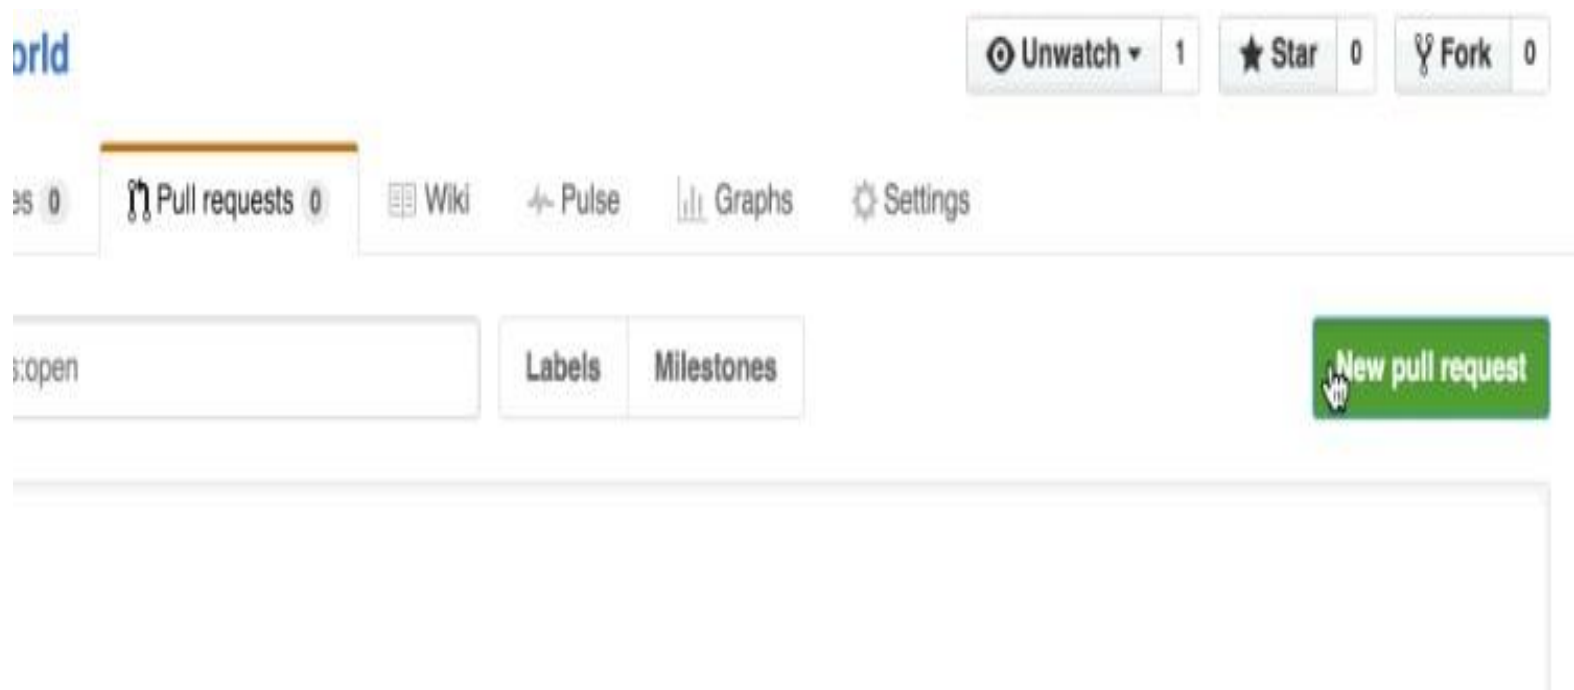 orld
Unwatch 1 Star 0 Fork 0
es 0 Pull requests 0 Wiki Pulse Graphs Settings
s:open Labels Milestones New pull request